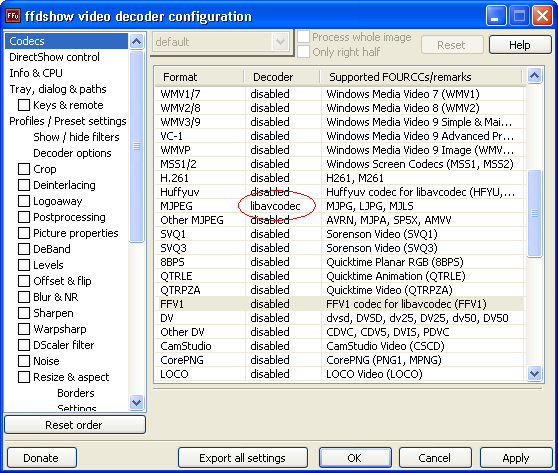 ffdshow video decoder configuration
Codecs
DirectShow control
Info & CPU
Tray, dialog & paths
Keys & remote
Profiles / Preset settings
Show / hide filters
Decoder options
Crop
Deinterlacing
Logoaway
Postprocessing
Picture properties
DeBand
Levels
Offset & flip
Blur & NR
Sharpen
Warpsharp
DScaler filter
Noise
Resize & aspect
Borders
Settings
Reset order
default
Process whole image
Only right half
Reset
Help
Format Decoder Supported FOURCCs/remarks
WMV1/7 disabled Windows Media Video 7 (WMV1)
WMV2/8 disabled Windows Media Video 8 (WMV2)
WMV3/9 disabled Windows Media Video 9 Simple & Mai...
VC-1 disabled Windows Media Video 9 Advanced Pr...
WMVP disabled Windows Media Video 9 Image (WMV...
MSS1/2 disabled Windows Screen Codecs (MSS1, MSS2)
H.261 disabled H261, M261
Huffyuv disabled Huffyuv codec for libavcodec (HFYU,...
MJPEG libavcodec MJPG, LJPG, MJLS
Other MJPEG disabled AVRN, MJPA, SP5X, AMVV
SVQ1 disabled Sorenson Video (SVQ1)
SVQ3 disabled Sorenson Video (SVQ3)
8BPS disabled Quicktime Planar RGB (8BPS)
QTRLE disabled Quicktime Animation (QTRLE)
QTRPZA disabled Quicktime Video (QTRPZA)
FFV1 disabled FFV1 codec for libavcodec (FFV1)
DV disabled dvsd, DVSD, dv25, DV25, dv50, DV50
Other DV disabled CDVC, CDV5, DVIS, PDVC
CamStudio disabled CamStudio Video (CSCD)
CorePNG disabled CorePNG (PNG1, MPNG)
LOCO disabled LOCO Video (LOCO)
Donate
Export all settings
OK
Cancel
Apply